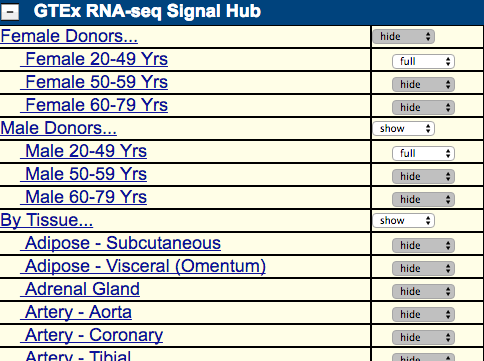 GTEx RNA-seq Signal Hub
Female Donors... hide
Female 20-49 Yrs full
Female 50-59 Yrs hide
Female 60-79 Yrs hide
Male Donors... show
Male 20-49 Yrs full
Male 50-59 Yrs hide
Male 60-79 Yrs hide
By Tissue... show
Adipose - Subcutaneous hide
Adipose - Visceral (Omentum) hide
Adrenal Gland hide
Artery - Aorta hide
Artery - Coronary hide
Artery - Tibial hide